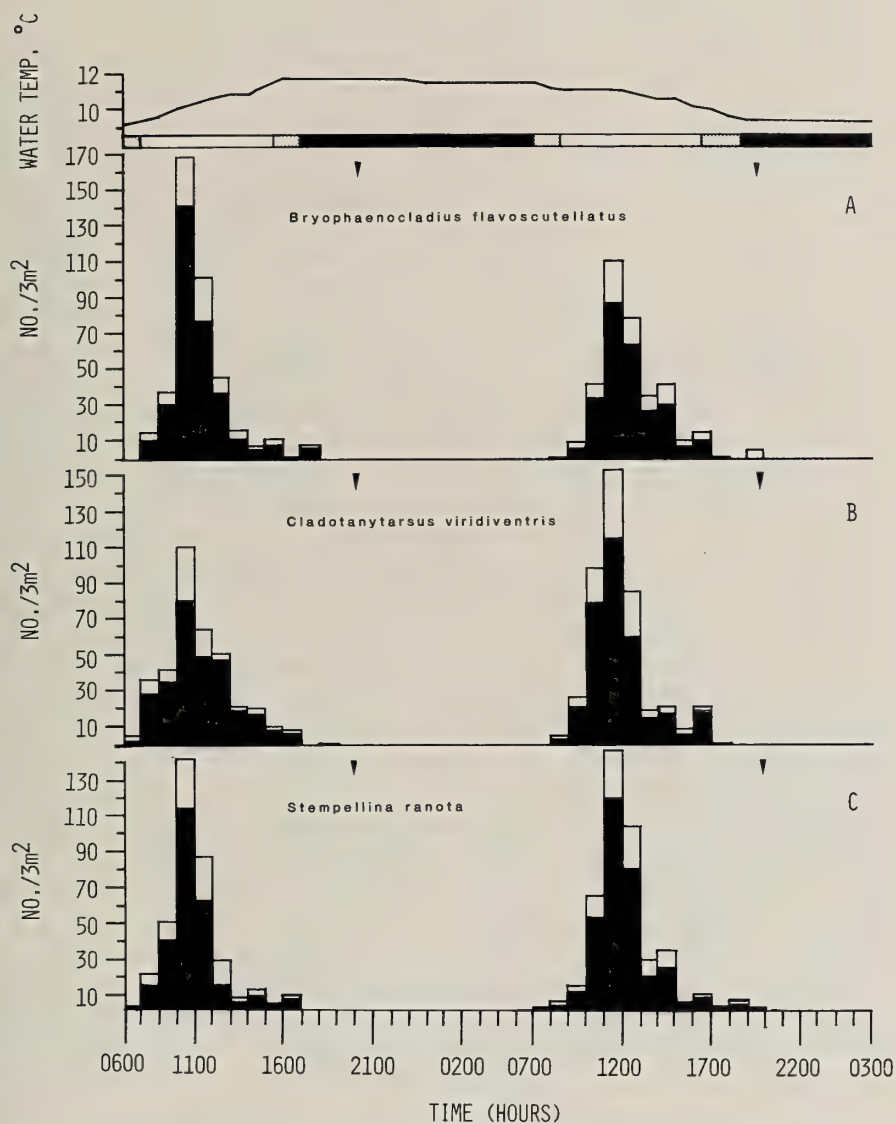 WATER TEMP. °C
12
10
A
Bryophaenocladius flavoscutellatus
NO./3m2
170
150
130
110
90
70
50
30
10
B
Cladotanytarsus viridiventris
NO./3m2
150
130
110
90
70
50
30
10
C
Stempellina ranota
NO./3m2
130
110
90
70
50
30
10
0600 1100 1600 2100 0200 0700 1200 1700 2200 0300
TIME (HOURS)